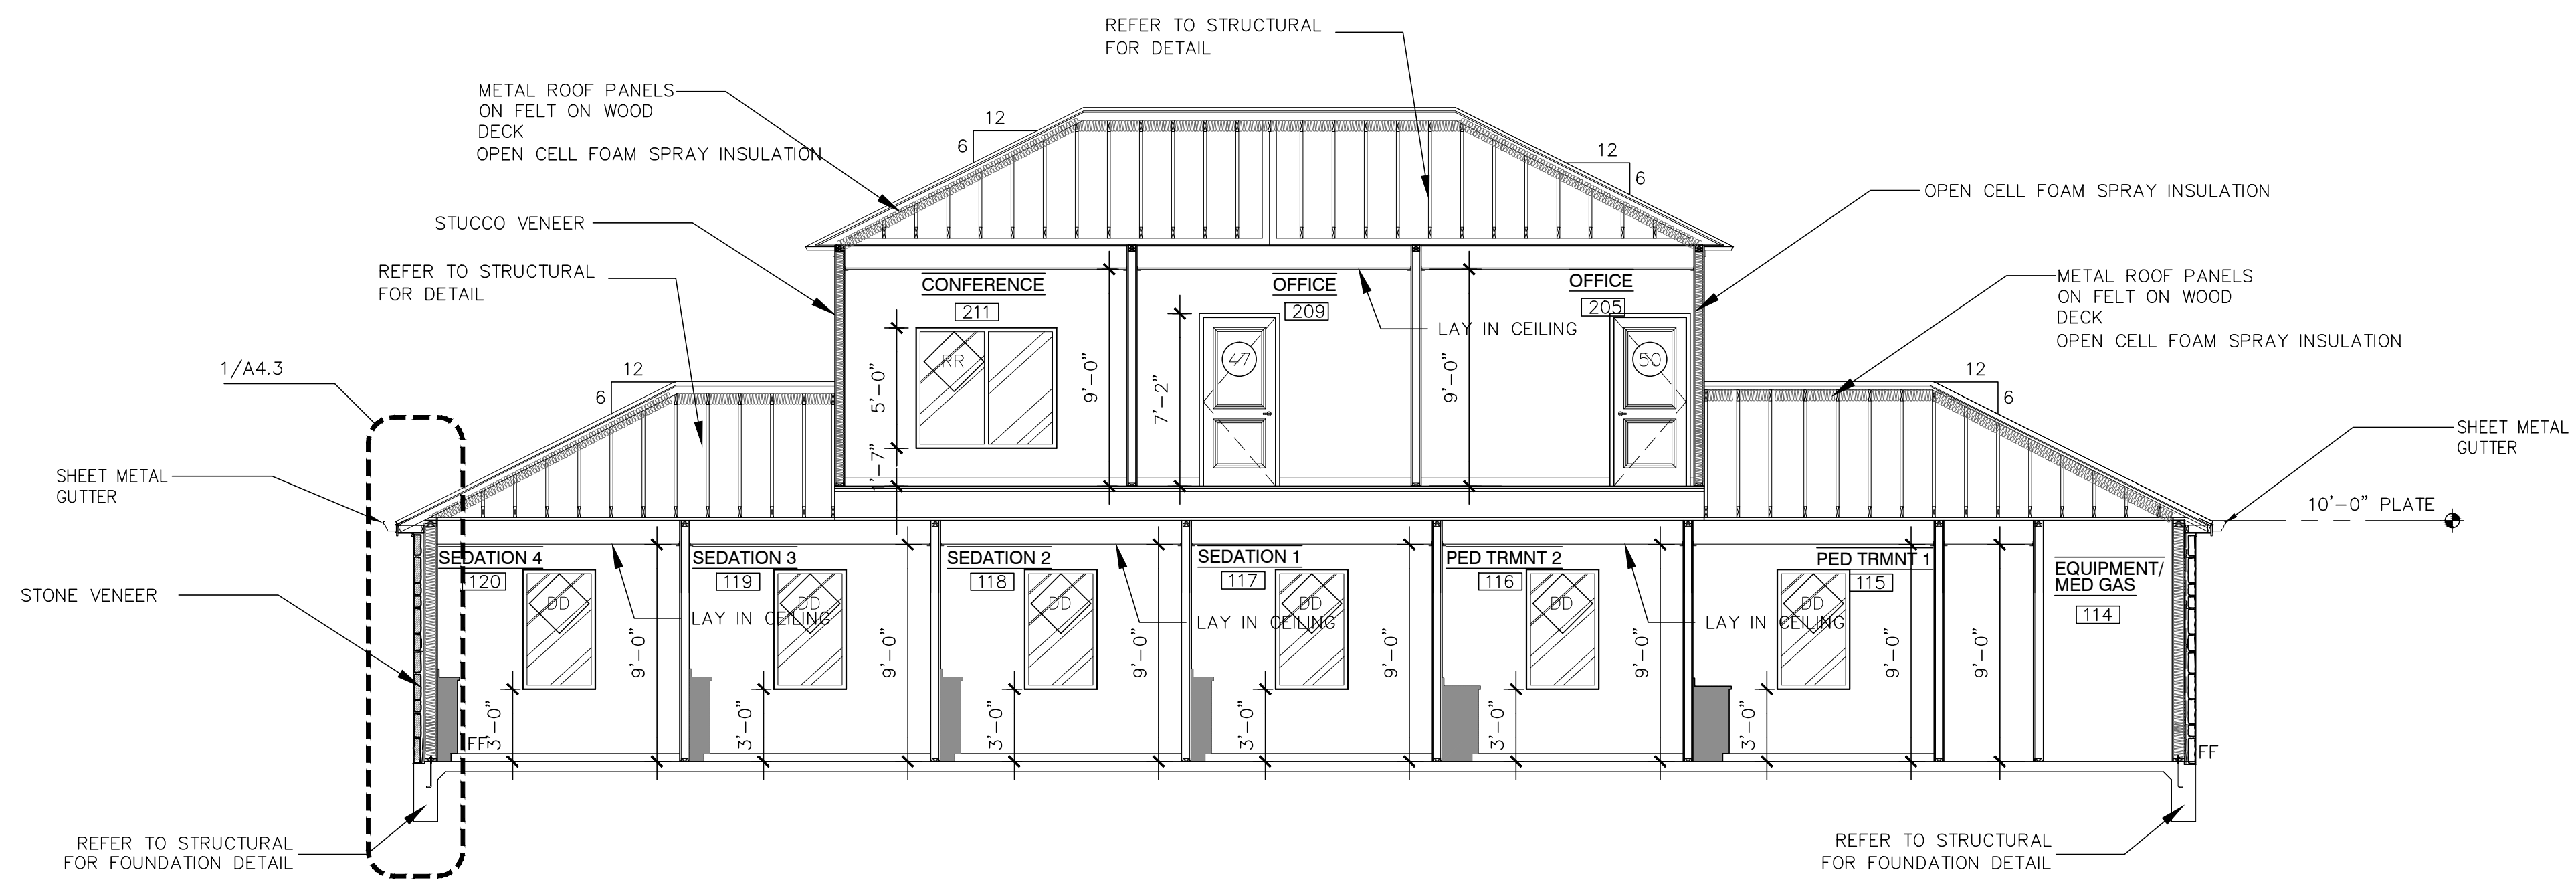 REFER TO STRUCTURAL
FOR DETAIL
METAL ROOF PANELS
ON FELT ON WOOD
DECK
OPEN CELL FOAM SPRAY INSULATION
12
6
12
6
OPEN CELL FOAM SPRAY INSULATION
STUCCO VENEER
REFER TO STRUCTURAL
FOR DETAIL
METAL ROOF PANELS
ON FELT ON WOOD
DECK
OPEN CELL FOAM SPRAY INSULATION
CONFERENCE
211
OFFICE
209
OFFICE
205
LAY IN CEILING
RR
47
50
5'-0"
1'-7"
9'-0"
7'-2"
9'-0"
1/A4.3
12
6
12
6
SHEET METAL
GUTTER
SHEET METAL
GUTTER
10'-0" PLATE
SEDATION 4
120
SEDATION 3
119
SEDATION 2
118
SEDATION 1
117
PED TRMNT 2
116
PED TRMNT 1
115
EQUIPMENT/
MED GAS
114
STONE VENEER
DD
DD
DD
DD
DD
DD
LAY IN CEILING
LAY IN CEILING
LAY IN CEILING
9'-0"
9'-0"
9'-0"
9'-0"
9'-0"
9'-0"
9'-0"
3'-0"
3'-0"
3'-0"
3'-0"
3'-0"
3'-0"
FF
FF
REFER TO STRUCTURAL
FOR FOUNDATION DETAIL
REFER TO STRUCTURAL
FOR FOUNDATION DETAIL